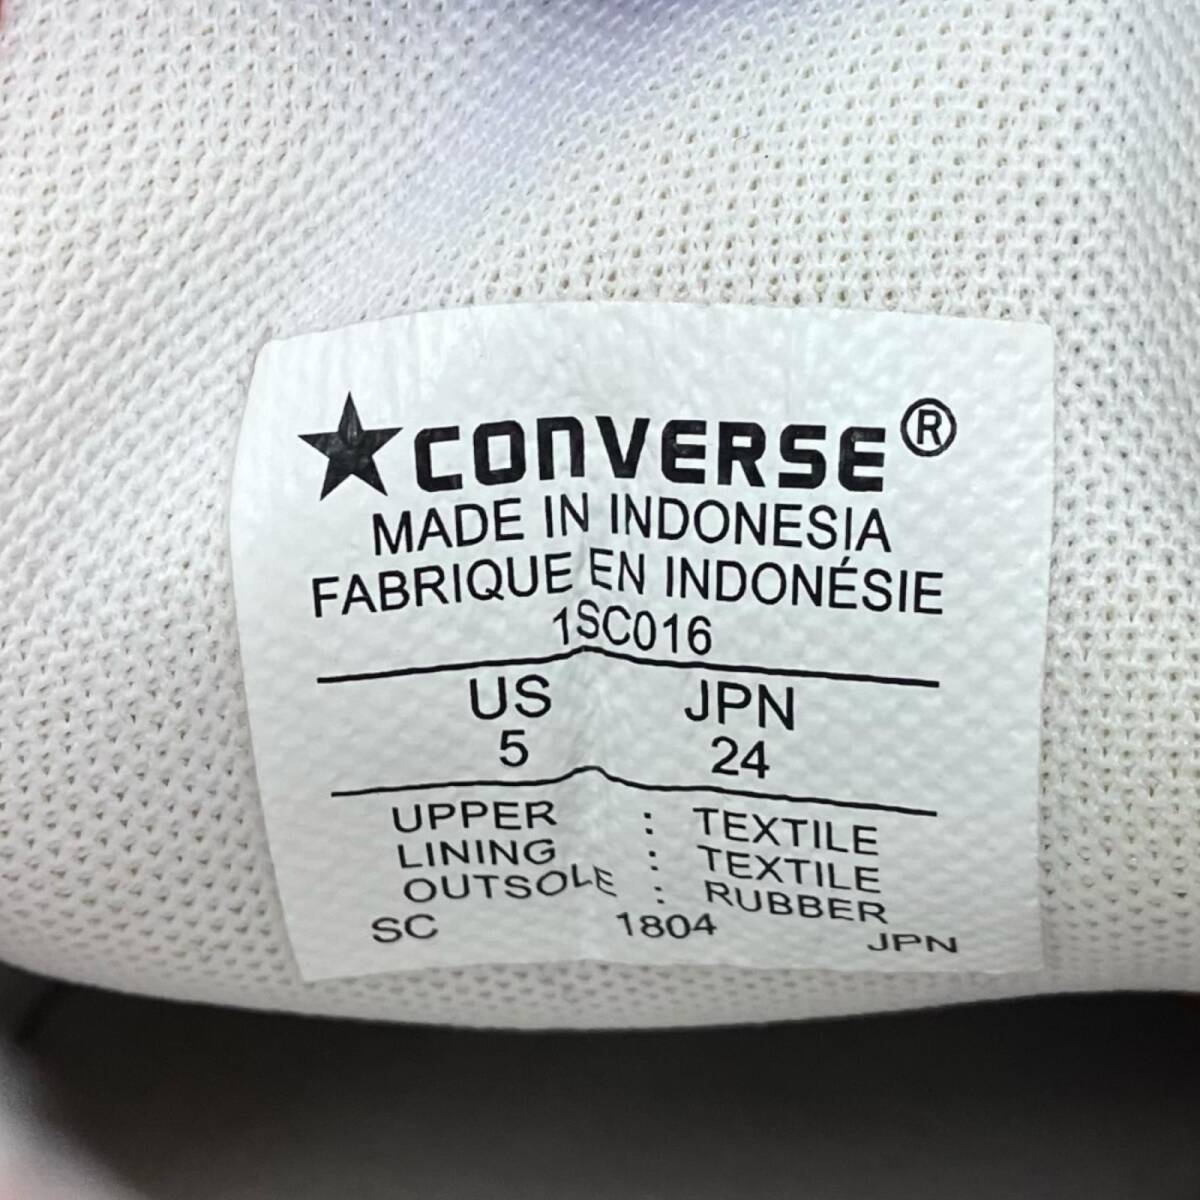 ★CONVERSE®
MADE IN INDONESIA
FABRIQUE EN INDONÉSIE
1SC016
US JPN
5 24
UPPER : TEXTILE
LINING : TEXTILE
OUTSOLE : RUBBER
SC 1804 JPN